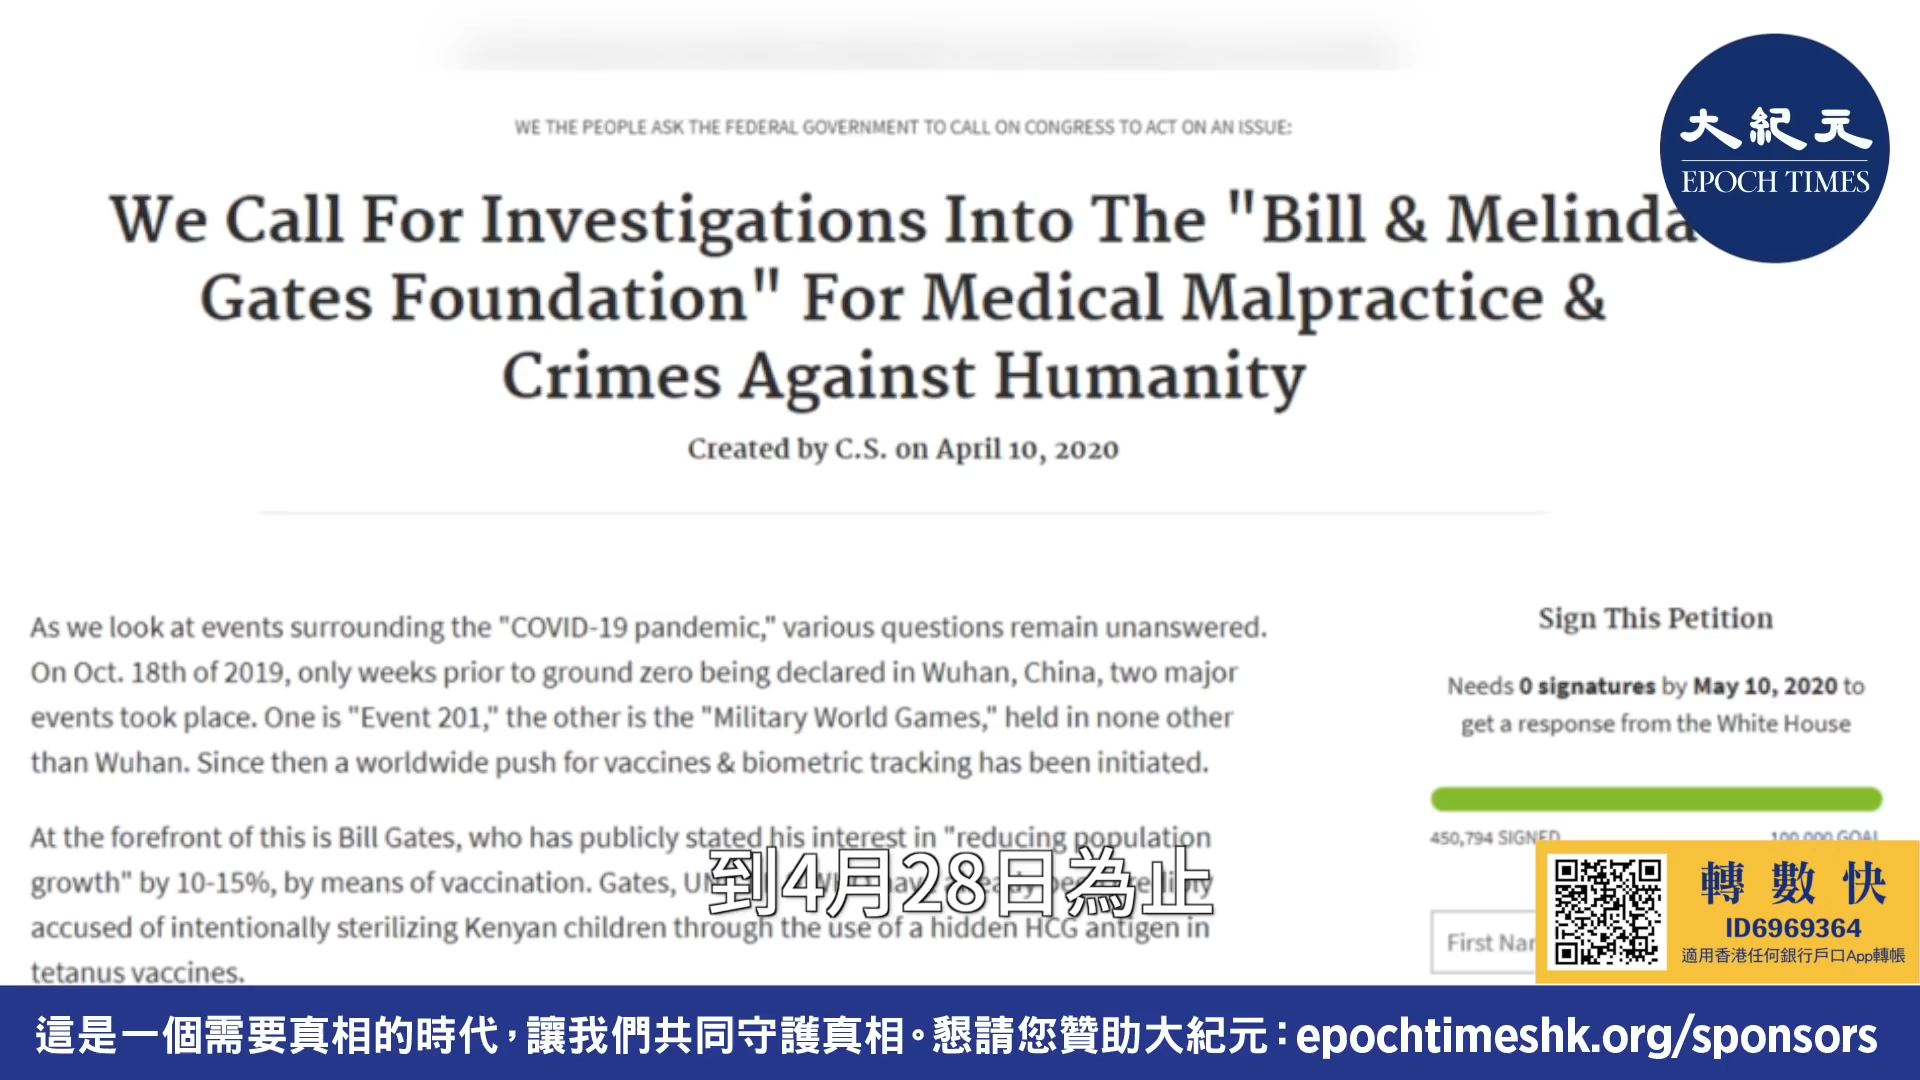 WE THE PEOPLE ASK THE FEDERAL GOVERNMENT TO CALL ON CONGRESS TO ACT ON AN ISSUE:
大紀元
EPOCH TIMES
We Call For Investigations Into The "Bill & Melinda
Gates Foundation" For Medical Malpractice &
Crimes Against Humanity
Created by C.S. on April 10, 2020
As we look at events surrounding the "COVID-19 pandemic," various questions remain unanswered.
On Oct. 18th of 2019, only weeks prior to ground zero being declared in Wuhan, China, two major
events took place. One is "Event 201," the other is the "Military World Games," held in none other
than Wuhan. Since then a worldwide push for vaccines & biometric tracking has been initiated.
At the forefront of this is Bill Gates, who has publicly stated his interest in "reducing population
growth" by 10-15%, by means of vaccination. Gates,
accused of intentionally sterilizing Kenyan children through the use of a hidden HCG antigen in
tetanus vaccines.
Sign This Petition
Needs 0 signatures by May 10, 2020 to
get a response from the White House
450,794 SIGNED
100,000 GOAL
First Nar
到4月28日為止
轉數快
ID6969364
適用香港任何銀行戶口App轉帳
這是一個需要真相的時代，讓我們共同守護真相。懇請您贊助大紀元：epochtimeshk.org/sponsors